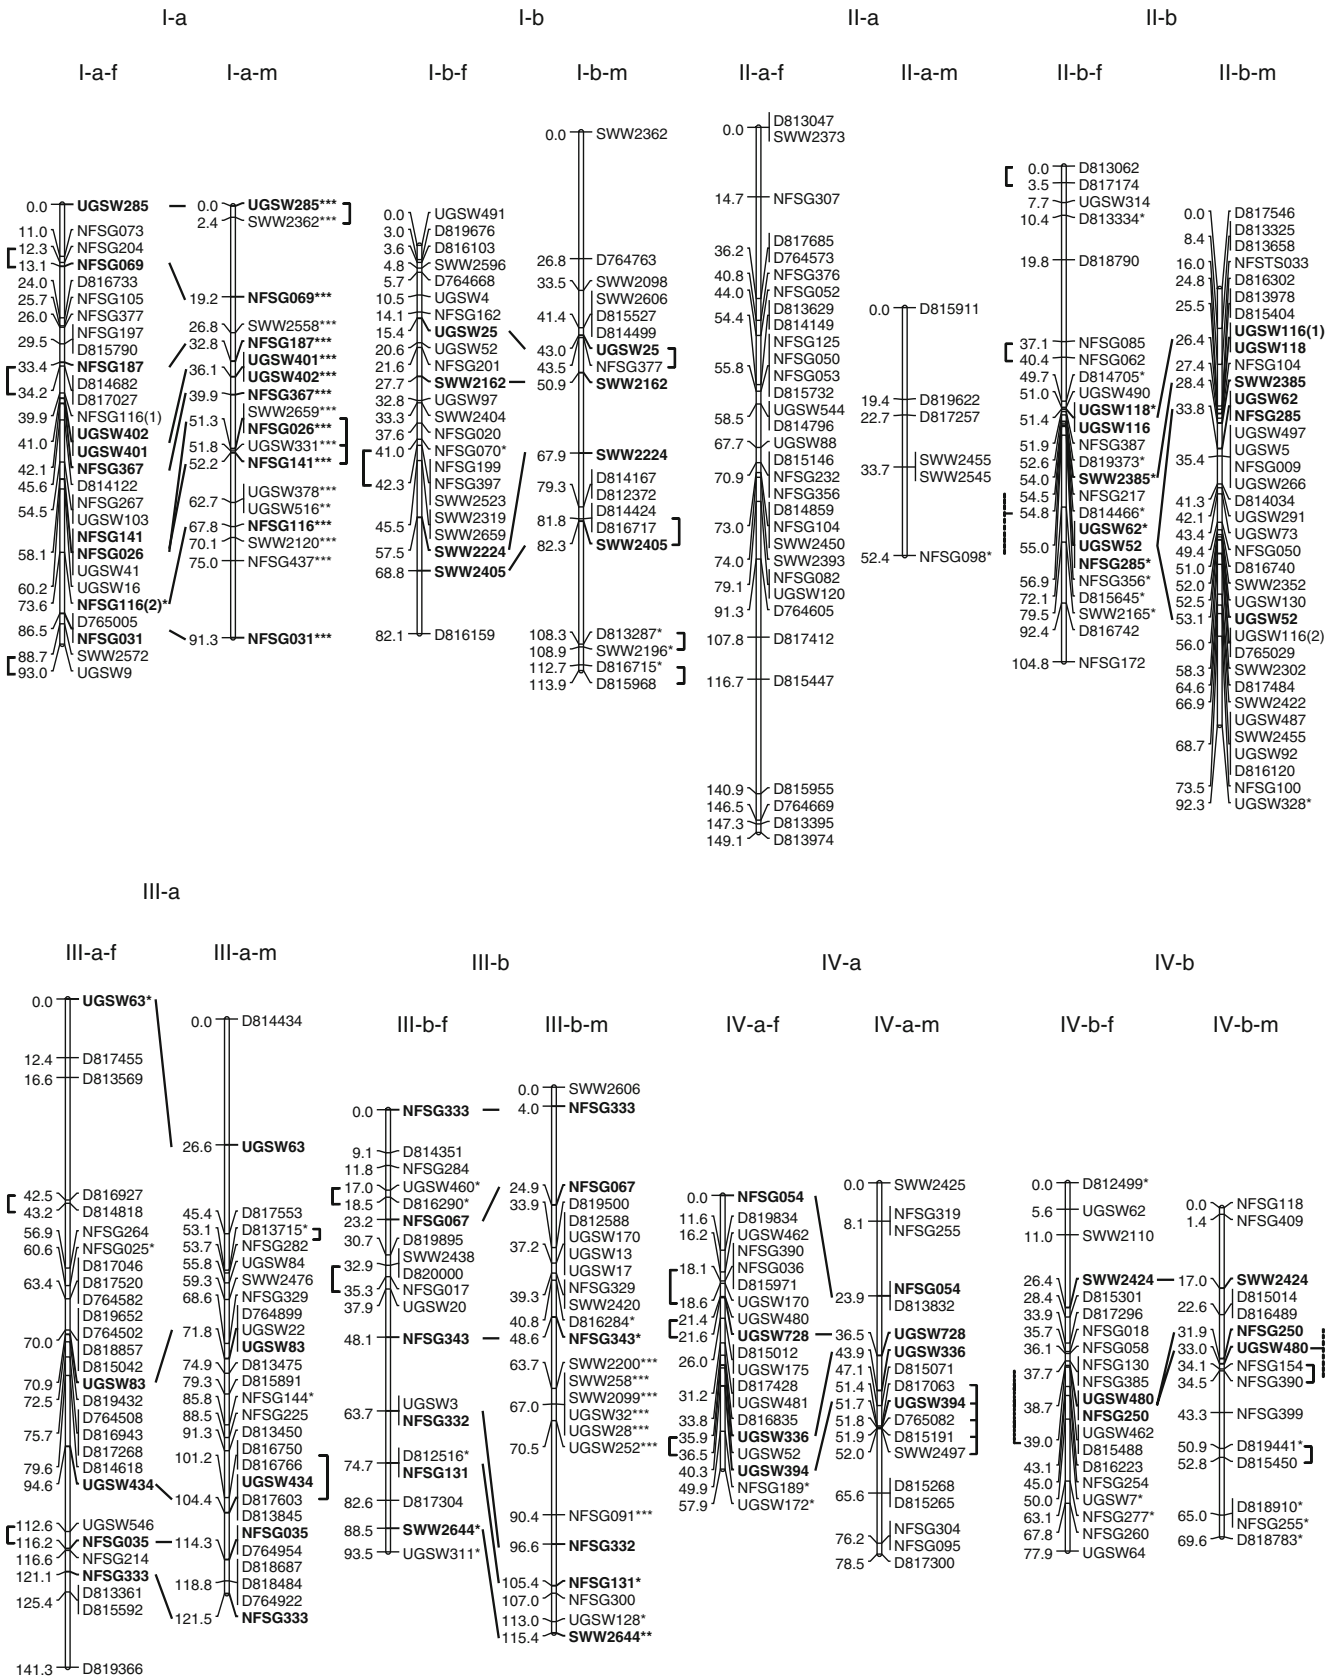 I-a
I-b
II-a
II-b
I-a-f
I-a-m
I-b-f
I-b-m
II-a-f
II-a-m
II-b-f
II-b-m
0.0 UGSW285
11.0 NFSG073
12.3 NFSG204
13.1 NFSG069
24.0 D816733
25.7 NFSG105
26.0 NFSG377
NFSG197
29.5 D815790
33.4 NFSG187
D814682
34.2 D817027
39.9 NFSG116(1)
UGSW402
41.0 UGSW401
42.1 NFSG367
45.6 D814122
NFSG267
54.5 UGSW103
NFSG141
58.1 NFSG026
UGSW41
60.2 UGSW16
73.6 NFSG116(2)*
D765005
86.5 NFSG031
88.7 SWW2572
93.0 UGSW9
0.0 UGSW285***
2.4 SWW2362***
19.2 NFSG069***
26.8 SWW2558***
32.8 NFSG187***
UGSW401***
36.1 UGSW402***
39.9 NFSG367***
SWW2659***
51.3 NFSG026***
51.8 UGSW331***
52.2 NFSG141***
UGSW378***
62.7 UGSW516**
67.8 NFSG116***
70.1 SWW2120***
75.0 NFSG437***
91.3 NFSG031***
0.0 UGSW491
3.0 D819676
3.6 D816103
4.8 SWW2596
5.7 D764668
10.5 UGSW4
14.1 NFSG162
15.4 UGSW25
20.6 UGSW52
21.6 NFSG201
27.7 SWW2162
32.8 UGSW97
33.3 SWW2404
37.6 NFSG020
41.0 NFSG070*
NFSG199
42.3 NFSG397
SWW2523
SWW2319
45.5 SWW2659
57.5 SWW2224
68.8 SWW2405
82.1 D816159
0.0 SWW2362
26.8 D764763
33.5 SWW2098
SWW2606
41.4 D815527
D814499
43.0 UGSW25
43.5 NFSG377
50.9 SWW2162
67.9 SWW2224
D814167
79.3 D812372
D814424
81.8 D816717
82.3 SWW2405
108.3 D813287*
108.9 SWW2196*
112.7 D816715*
113.9 D815968
0.0 D813047
SWW2373
14.7 NFSG307
D817685
36.2 D764573
40.8 NFSG376
44.0 NFSG052
D813629
54.4 D814149
NFSG125
NFSG050
55.8 NFSG053
D815732
UGSW544
58.5 D814796
67.7 UGSW88
D815146
70.9 NFSG232
NFSG356
D814859
73.0 NFSG104
SWW2450
74.0 SWW2393
NFSG082
79.1 UGSW120
91.3 D764605
107.8 D817412
116.7 D815447
140.9 D815955
146.5 D764669
147.3 D813395
149.1 D813974
0.0 D815911
19.4 D819622
22.7 D817257
33.7 SWW2455
SWW2545
52.4 NFSG098*
0.0 D813062
3.5 D817174
7.7 UGSW314
10.4 D813334*
19.8 D818790
37.1 NFSG085
40.4 NFSG062
49.7 D814705*
51.0 UGSW490
UGSW118*
51.4 UGSW116
51.9 NFSG387
52.6 D819373*
54.0 SWW2385*
54.5 NFSG217
54.8 D814466*
UGSW62*
55.0 UGSW52
NFSG285*
56.9 NFSG356*
72.1 D815645*
79.5 SWW2165*
92.4 D816742
104.8 NFSG172
0.0 D817546
D813325
8.4 D813658
16.0 NFSTS033
24.8 D816302
D813978
25.5 D815404
UGSW116(1)
26.4 UGSW118
27.4 NFSG104
28.4 SWW2385
UGSW62
33.8 NFSG285
UGSW497
UGSW5
35.4 NFSG009
UGSW266
41.3 D814034
42.1 UGSW291
43.4 UGSW73
49.4 NFSG050
51.0 D816740
52.0 SWW2352
52.5 UGSW130
53.1 UGSW52
UGSW116(2)
56.0 D765029
58.3 SWW2302
64.6 D817484
66.9 SWW2422
UGSW487
SWW2455
68.7 UGSW92
D816120
73.5 NFSG100
92.3 UGSW328*
III-a
III-b
IV-a
IV-b
III-a-f
III-a-m
III-b-f
III-b-m
IV-a-f
IV-a-m
IV-b-f
IV-b-m
0.0 UGSW63*
12.4 D817455
16.6 D813569
42.5 D816927
43.2 D814818
56.9 NFSG264
60.6 NFSG025*
D817046
63.4 D817520
D764582
D819652
D764502
70.0 D818857
D815042
70.9 UGSW83
72.5 D819432
D764508
75.7 D816943
D817268
79.6 D814618
94.6 UGSW434
112.6 UGSW546
116.2 NFSG035
116.6 NFSG214
121.1 NFSG333
125.4 D813361
D815592
141.3 D819366
0.0 D814434
26.6 UGSW63
45.4 D817553
53.1 D813715*
53.7 NFSG282
55.8 UGSW84
59.3 SWW2476
68.6 NFSG329
D764899
71.8 UGSW22
UGSW83
74.9 D813475
79.3 D815891
85.8 NFSG144*
88.5 NFSG225
91.3 D813450
D816750
101.2 D816766
UGSW434
104.4 D817603
D813845
NFSG035
114.3 D764954
D818687
118.8 D818484
D764922
121.5 NFSG333
0.0 NFSG333
9.1 D814351
11.8 NFSG284
17.0 UGSW460*
18.5 D816290*
23.2 NFSG067
30.7 D819895
SWW2438
32.9 D820000
35.3 NFSG017
37.9 UGSW20
48.1 NFSG343
UGSW3
63.7 NFSG332
D812516*
74.7 NFSG131
82.6 D817304
88.5 SWW2644*
93.5 UGSW311*
0.0 SWW2606
4.0 NFSG333
24.9 NFSG067
33.9 D819500
D812588
UGSW170
37.2 UGSW13
UGSW17
NFSG329
39.3 SWW2420
40.8 D816284*
48.6 NFSG343*
63.7 SWW2200***
SWW258***
67.0 SWW2099***
UGSW32***
UGSW28***
70.5 UGSW252***
90.4 NFSG091***
96.6 NFSG332
105.4 NFSG131*
107.0 NFSG300
113.0 UGSW128*
115.4 SWW2644**
0.0 NFSG054
11.6 D819834
16.2 UGSW462
NFSG390
18.1 NFSG036
D815971
18.6 UGSW170
21.4 UGSW480
21.6 UGSW728
D815012
26.0 UGSW175
D817428
31.2 UGSW481
33.8 D816835
35.9 UGSW336
36.5 UGSW52
40.3 UGSW394
49.9 NFSG189*
57.9 UGSW172*
0.0 SWW2425
NFSG319
8.1 NFSG255
NFSG054
23.9 D813832
36.5 UGSW728
43.9 UGSW336
47.1 D815071
51.4 D817063
51.7 UGSW394
51.8 D765082
51.9 D815191
52.0 SWW2497
D815268
65.6 D815265
NFSG304
76.2 NFSG095
78.5 D817300
0.0 D812499*
5.6 UGSW62
11.0 SWW2110
26.4 SWW2424
28.4 D815301
33.9 D817296
35.7 NFSG018
36.1 NFSG058
NFSG130
37.7 NFSG385
UGSW480
38.7 NFSG250
UGSW462
39.0 D815488
43.1 D816223
45.0 NFSG254
50.0 UGSW7*
63.1 NFSG277*
67.8 NFSG260
77.9 UGSW64
0.0 NFSG118
1.4 NFSG409
17.0 SWW2424
D815014
22.6 D816489
31.9 NFSG250
33.0 UGSW480
34.1 NFSG154
34.5 NFSG390
43.3 NFSG399
50.9 D819441*
52.8 D815450
D818910*
65.0 NFSG255*
69.6 D818783*